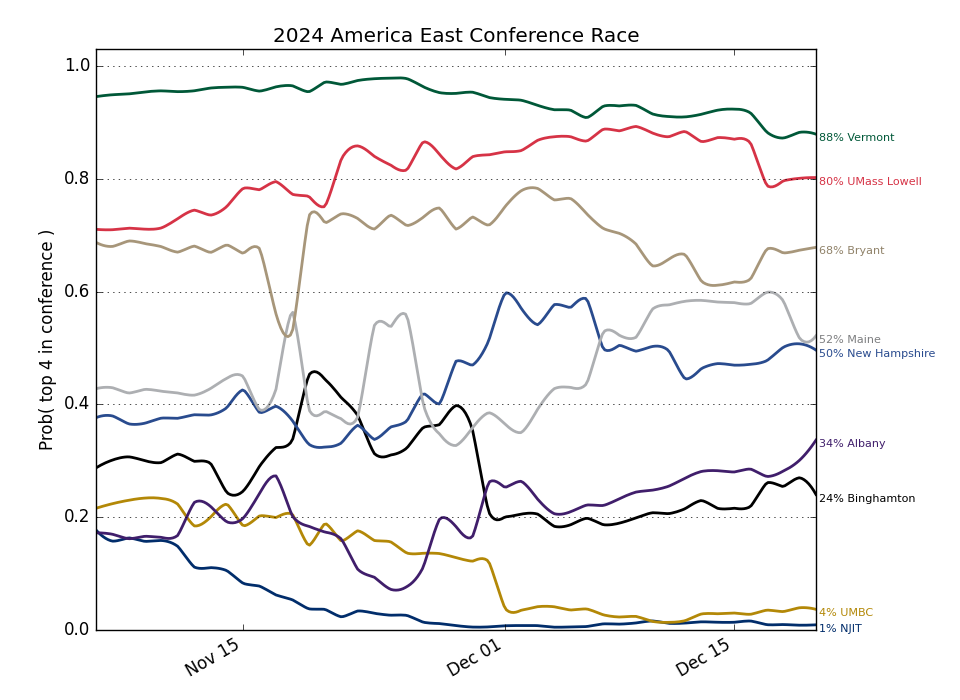 2024 America East Conference Race
Prob( top 4 in conference )
1.0
0.8
0.6
0.4
0.2
0.0
Nov 15
Dec 01
Dec 15
88% Vermont
80% UMass Lowell
68% Bryant
52% Maine
50% New Hampshire
34% Albany
24% Binghamton
4% UMBC
1% NJIT